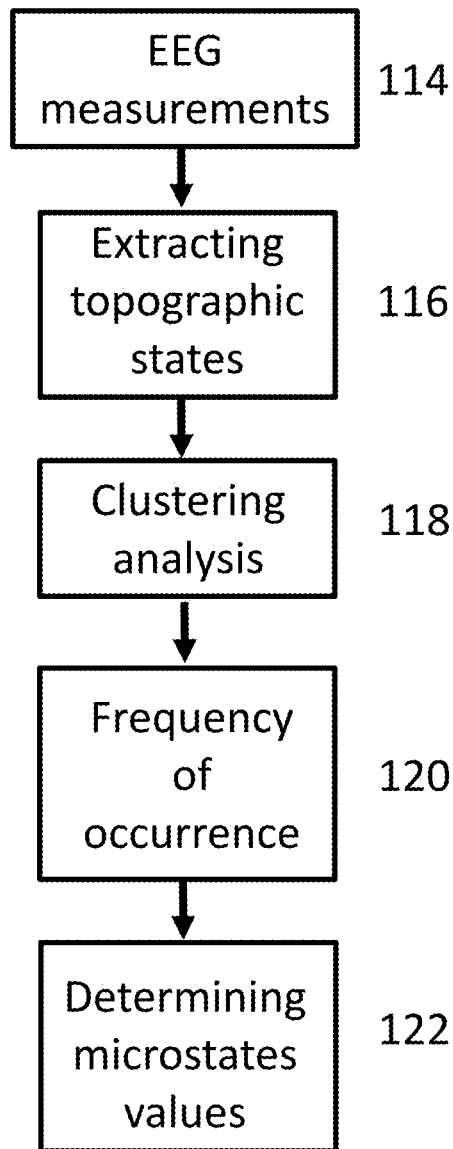 EEG
measurements
114
Extracting
topographic
states
116
Clustering
analysis
118
Frequency
of
occurrence
120
Determining
microstates
values
122